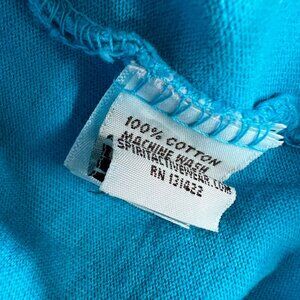 100% COTTON
MACHINE WASH
SPIRITACTIVEWEAR.COM
RN 131422